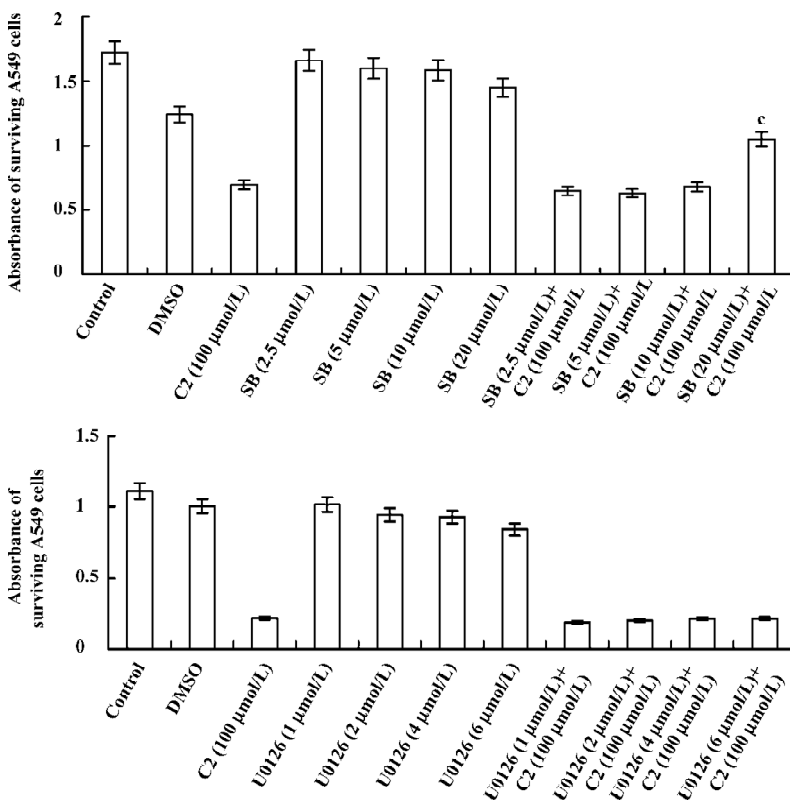 Absorbance of surviving A549 cells
2
1.5
1
0.5
0
c
Control
DMSO
C2 (100 μmol/L)
SB (2.5 μmol/L)
SB (5 μmol/L)
SB (10 μmol/L)
SB (20 μmol/L)
SB (2.5 μmol/L)+
C2 (100 μmol/L
SB (5 μmol/L)+
C2 (100 μmol/L
SB (10 μmol/L)+
C2 (100 μmol/L
SB (20 μmol/L)+
C2 (100 μmol/L
Absorbance of
surviving A549 cells
1.5
1
0.5
0
Control
DMSO
C2 (100 μmol/L)
U0126 (1 μmol/L)
U0126 (2 μmol/L)
U0126 (4 μmol/L)
U0126 (6 μmol/L)
U0126 (1 μmol/L)+
C2 (100 μmol/L)
U0126 (2 μmol/L)+
C2 (100 μmol/L)
U0126 (4 μmol/L)+
C2 (100 μmol/L)
U0126 (6 μmol/L)+
C2 (100 μmol/L)